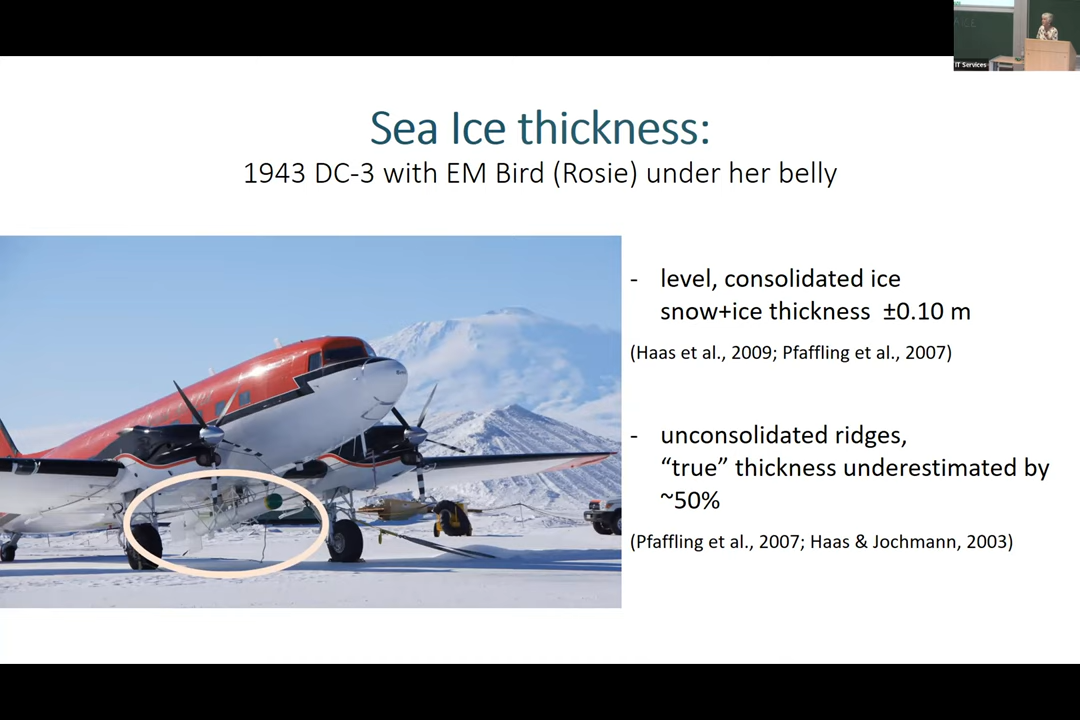 IT Services
Sea Ice thickness:
1943 DC-3 with EM Bird (Rosie) under her belly
- level, consolidated ice
snow+ice thickness ±0.10 m
(Haas et al., 2009; Pfaffling et al., 2007)
- unconsolidated ridges,
“true” thickness underestimated by
~50%
(Pfaffling et al., 2007; Haas & Jochmann, 2003)